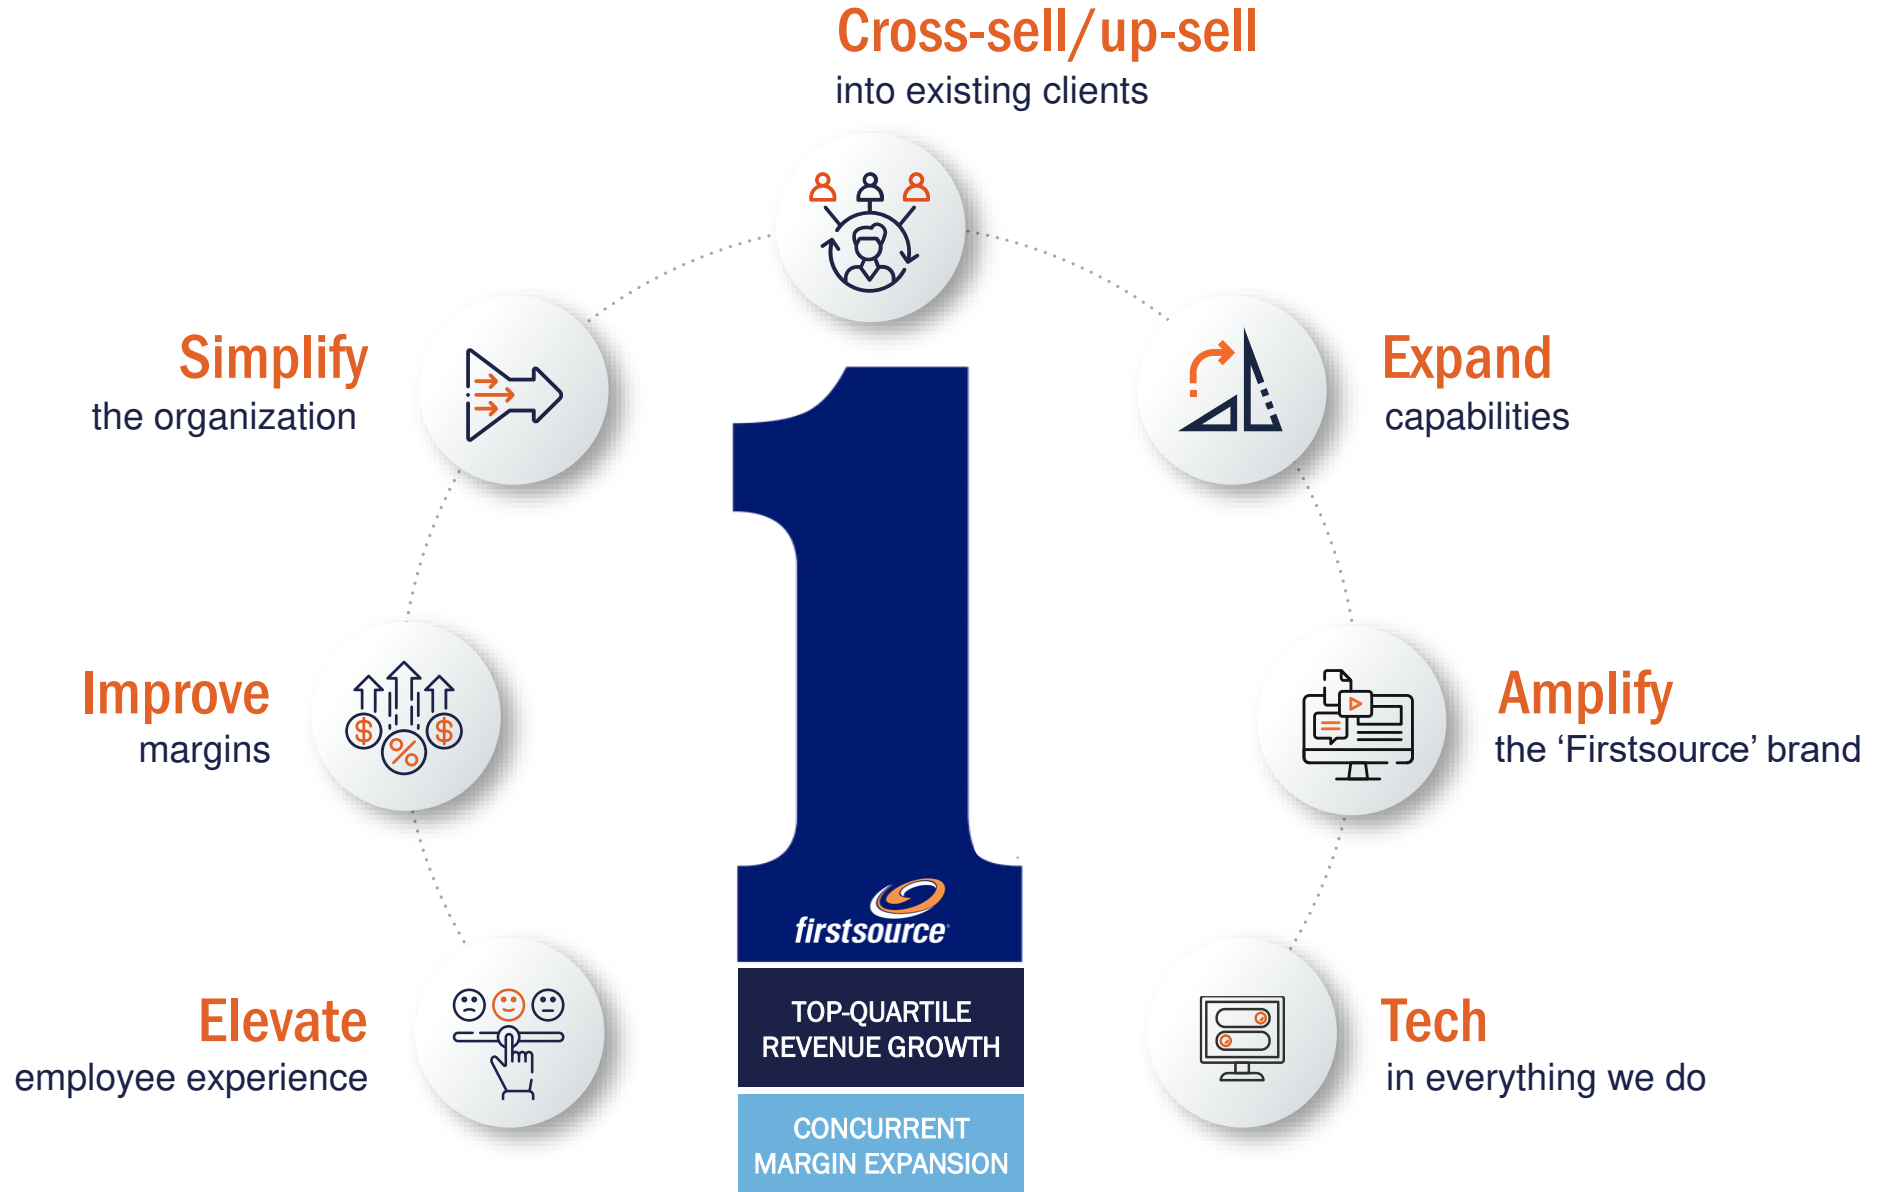 Cross-sell/up-sell
into existing clients
Simplify
the organization
Expand
capabilities
Improve
margins
Amplify
the ‘Firstsource’ brand
Elevate
employee experience
Tech
in everything we do
firstsource
TOP-QUARTILE
REVENUE GROWTH
CONCURRENT
MARGIN EXPANSION
1
$
%
$